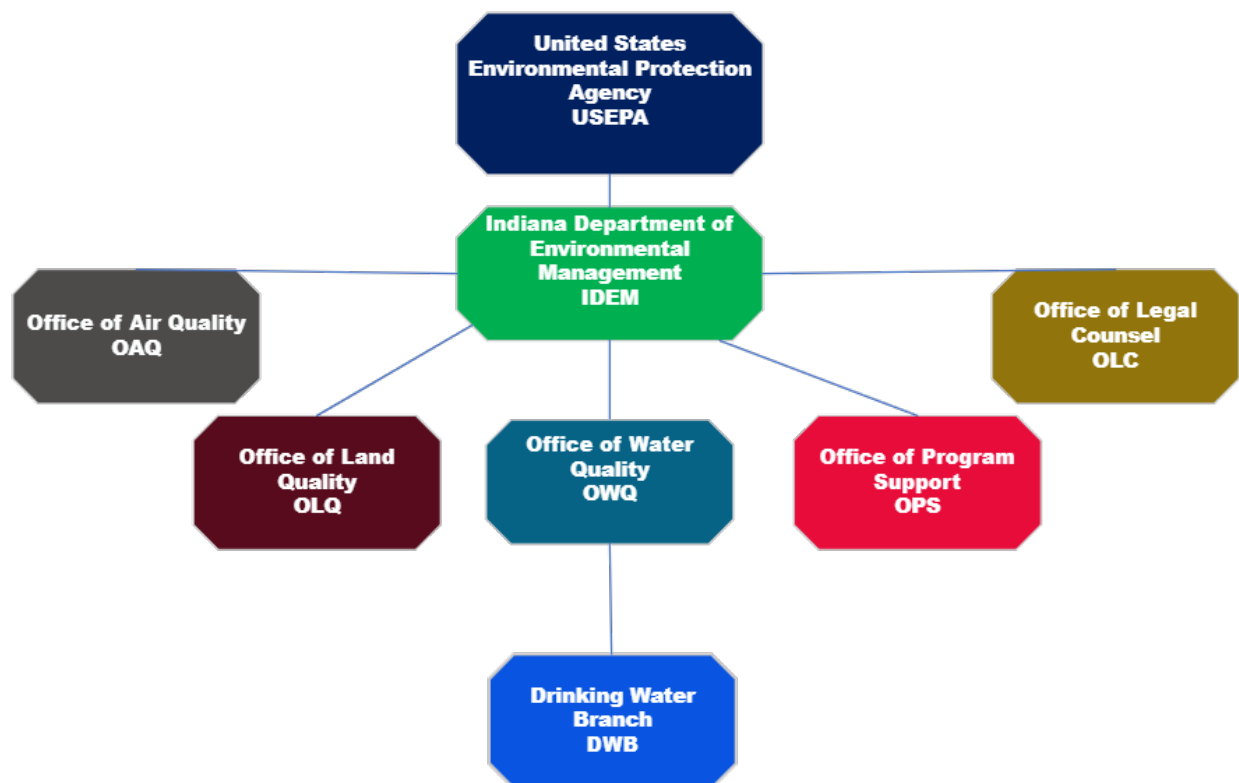 United States
Environmental Protection
Agency
USEPA
Indiana Department of
Environmental
Management
IDEM
Office of Air Quality
OAQ
Office of Legal
Counsel
OLC
Office of Land
Quality
OLQ
Office of Water
Quality
OWQ
Office of Program
Support
OPS
Drinking Water
Branch
DWB